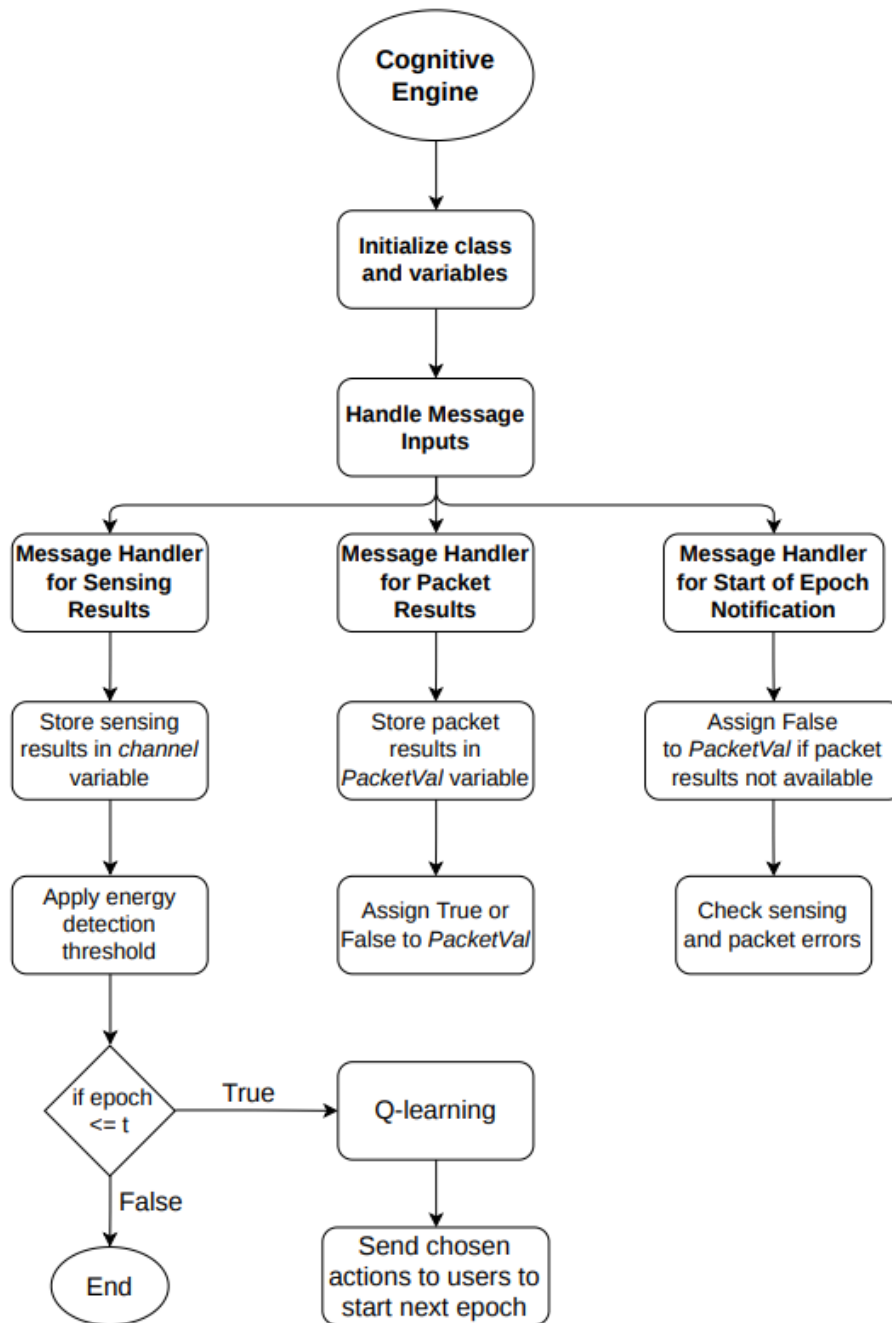 Cognitive
Engine
Initialize class
and variables
Handle Message
Inputs
Message Handler
for Sensing
Results
Message Handler
for Packet
Results
Message Handler
for Start of Epoch
Notification
Store sensing
results in channel
variable
Store packet
results in
PacketVal variable
Assign False
to PacketVal if packet
results not available
Apply energy
detection
threshold
Assign True or
False to PacketVal
Check sensing
and packet errors
if epoch
<= t
True
Q-learning
False
End
Send chosen
actions to users to
start next epoch